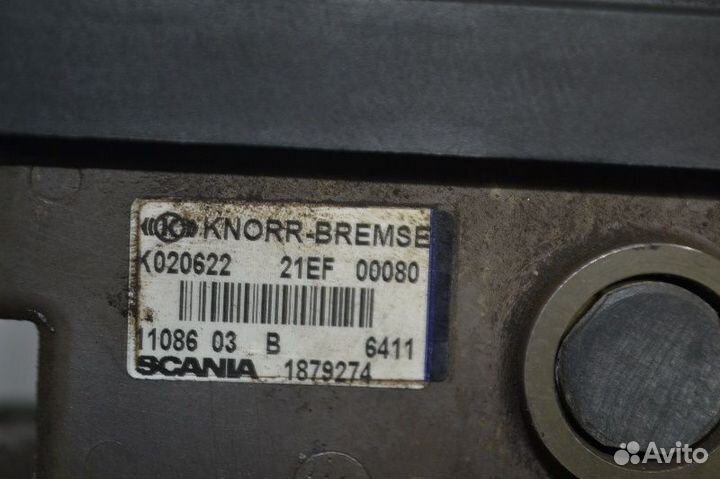 KNORR-BREMSE
K020622 21EF 00080
11086 03 B 6411
SCANIA 1879274
Avito